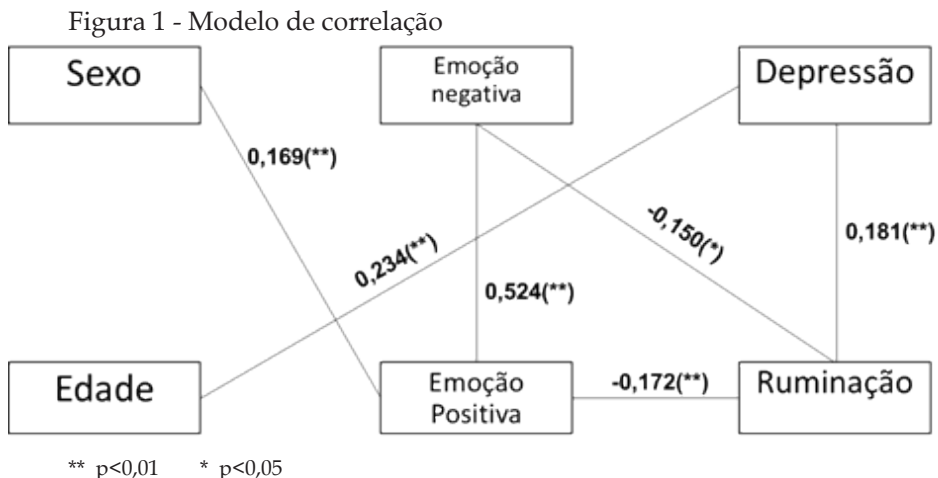 Figura 1 - Modelo de correlação
Sexo
Emoção
negativa
Depressão
0,169(**)
-0,150(*)
0,181(**)
0,234(**)
0,524(**)
Edade
Emoção
Positiva
-0,172(**)
Ruminação
** p<0,01 * p<0,05